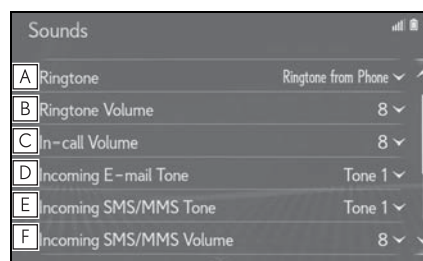 Sounds
A Ringtone Ringtone from Phone
B Ringtone Volume 8
C In-call Volume 8
D Incoming E-mail Tone Tone 1
E Incoming SMS/MMS Tone Tone 1
F Incoming SMS/MMS Volume 8